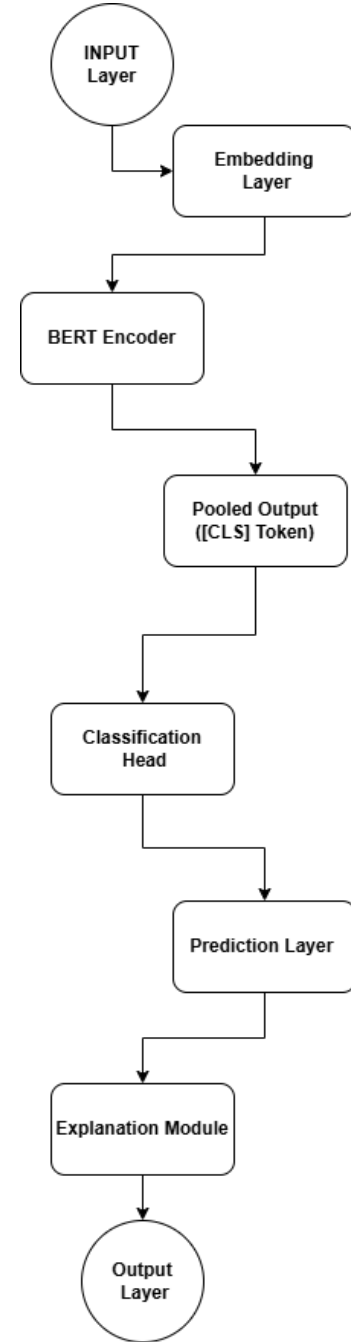 INPUT
Layer
Embedding
Layer
BERT Encoder
Pooled Output
([CLS] Token)
Classification
Head
Prediction Layer
Explanation Module
Output
Layer